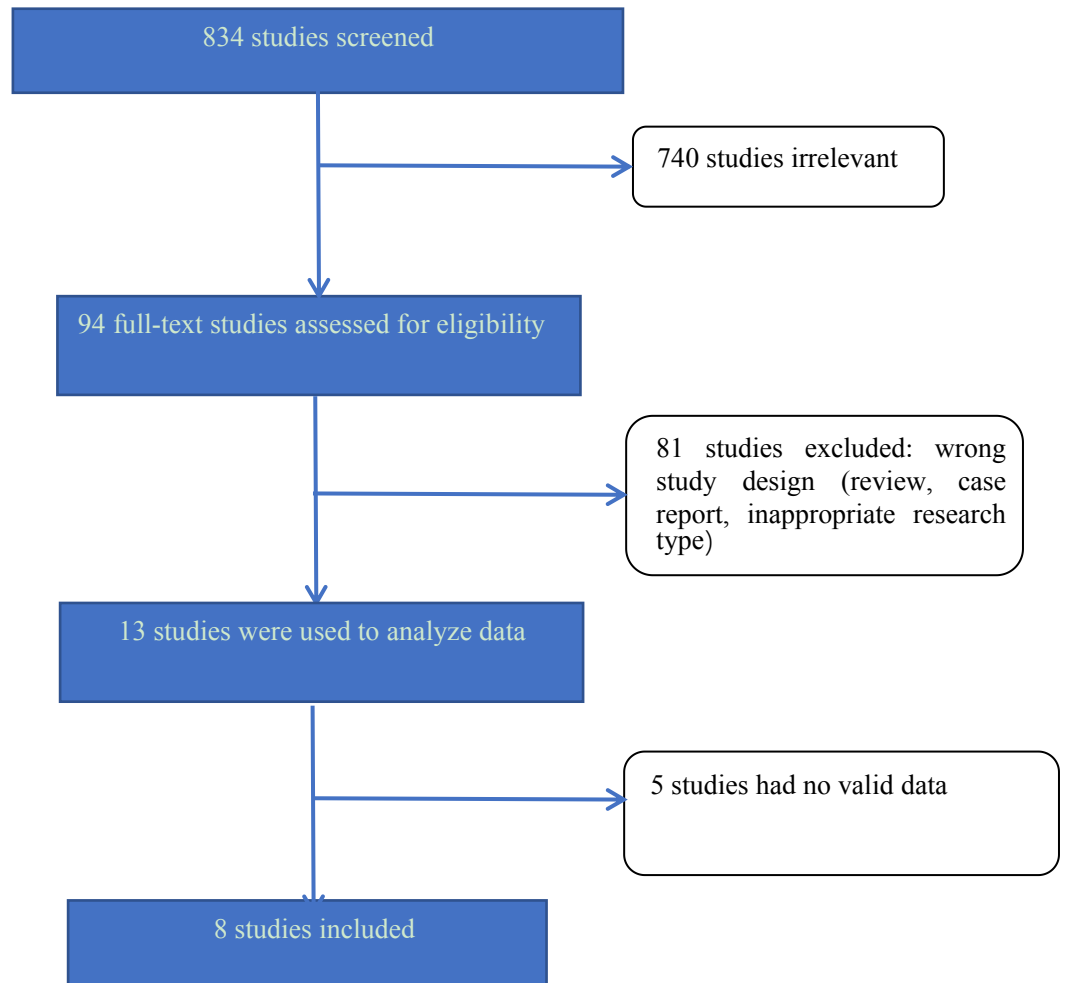 834 studies screened
740 studies irrelevant
94 full-text studies assessed for eligibility
81 studies excluded: wrong
study design (review, case
report, inappropriate research
type)
13 studies were used to analyze data
5 studies had no valid data
8 studies included